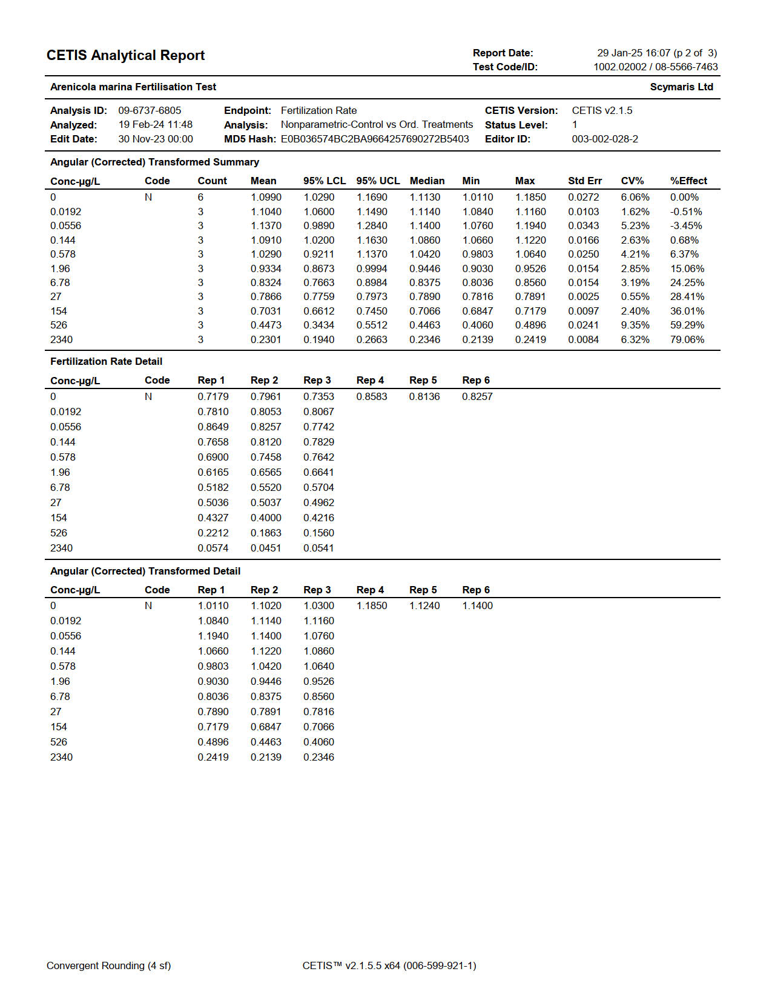 CETIS Analytical Report
Report Date: 29 Jan-25 16:07 (p 2 of 3)
Test Code/ID: 1002.02002 / 08-5566-7463
Arenicola marina Fertilisation Test Scymaris Ltd
Analysis ID: 09-6737-6805 Endpoint: Fertilization Rate CETIS Version: CETIS v2.1.5
Analyzed: 19 Feb-24 11:48 Analysis: Nonparametric-Control vs Ord. Treatments Status Level: 1
Edit Date: 30 Nov-23 00:00 MD5 Hash: E0B036574BC2BA9664257690272B5403 Editor ID: 003-002-028-2
Angular (Corrected) Transformed Summary
Conc-µg/L Code Count Mean 95% LCL 95% UCL Median Min Max Std Err CV% %Effect
0 N 6 1.0990 1.0290 1.1690 1.1130 1.0110 1.1850 0.0272 6.06% 0.00%
0.0192 3 1.1040 1.0600 1.1490 1.1140 1.0840 1.1160 0.0103 1.62% -0.51%
0.0556 3 1.1370 0.9890 1.2840 1.1400 1.0760 1.1940 0.0343 5.23% -3.45%
0.144 3 1.0910 1.0200 1.1630 1.0860 1.0660 1.1220 0.0166 2.63% 0.68%
0.578 3 1.0290 0.9211 1.1370 1.0420 0.9803 1.0640 0.0250 4.21% 6.37%
1.96 3 0.9334 0.8673 0.9994 0.9446 0.9030 0.9526 0.0154 2.85% 15.06%
6.78 3 0.8324 0.7663 0.8984 0.8375 0.8036 0.8560 0.0154 3.19% 24.25%
27 3 0.7866 0.7759 0.7973 0.7890 0.7816 0.7891 0.0025 0.55% 28.41%
154 3 0.7031 0.6612 0.7450 0.7066 0.6847 0.7179 0.0097 2.40% 36.01%
526 3 0.4473 0.3434 0.5512 0.4463 0.4060 0.4896 0.0241 9.35% 59.29%
2340 3 0.2301 0.1940 0.2663 0.2346 0.2139 0.2419 0.0084 6.32% 79.06%
Fertilization Rate Detail
Conc-µg/L Code Rep 1 Rep 2 Rep 3 Rep 4 Rep 5 Rep 6
0 N 0.7179 0.7961 0.7353 0.8583 0.8136 0.8257
0.0192 0.7810 0.8053 0.8067
0.0556 0.8649 0.8257 0.7742
0.144 0.7658 0.8120 0.7829
0.578 0.6900 0.7458 0.7642
1.96 0.6165 0.6565 0.6641
6.78 0.5182 0.5520 0.5704
27 0.5036 0.5037 0.4962
154 0.4327 0.4000 0.4216
526 0.2212 0.1863 0.1560
2340 0.0574 0.0451 0.0541
Angular (Corrected) Transformed Detail
Conc-µg/L Code Rep 1 Rep 2 Rep 3 Rep 4 Rep 5 Rep 6
0 N 1.0110 1.1020 1.0300 1.1850 1.1240 1.1400
0.0192 1.0840 1.1140 1.1160
0.0556 1.1940 1.1400 1.0760
0.144 1.0660 1.1220 1.0860
0.578 0.9803 1.0420 1.0640
1.96 0.9030 0.9446 0.9526
6.78 0.8036 0.8375 0.8560
27 0.7890 0.7891 0.7816
154 0.7179 0.6847 0.7066
526 0.4896 0.4463 0.4060
2340 0.2419 0.2139 0.2346
Convergent Rounding (4 sf) CETIS™ v2.1.5.5 x64 (006-599-921-1)